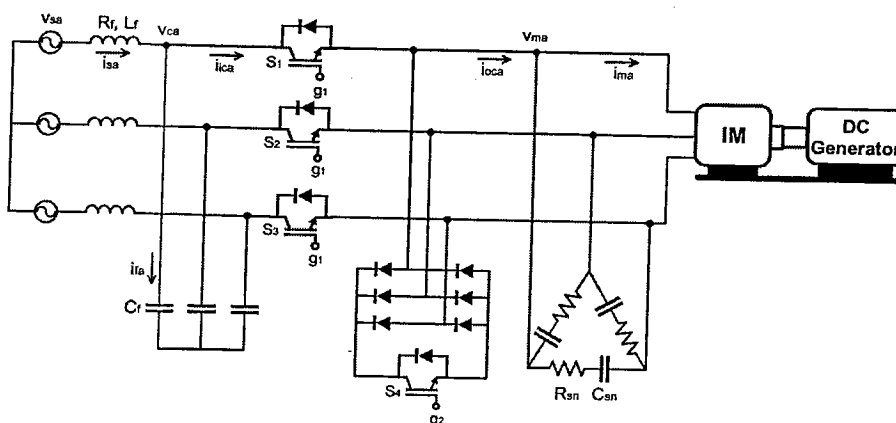 vsa
Rf, Lf
vca
isa
iica
S1
g1
ioca
vma
ima
S2
g1
IM
DC
Generator
S3
g1
ifa
Cf
S4
g2
Rsn
Csn